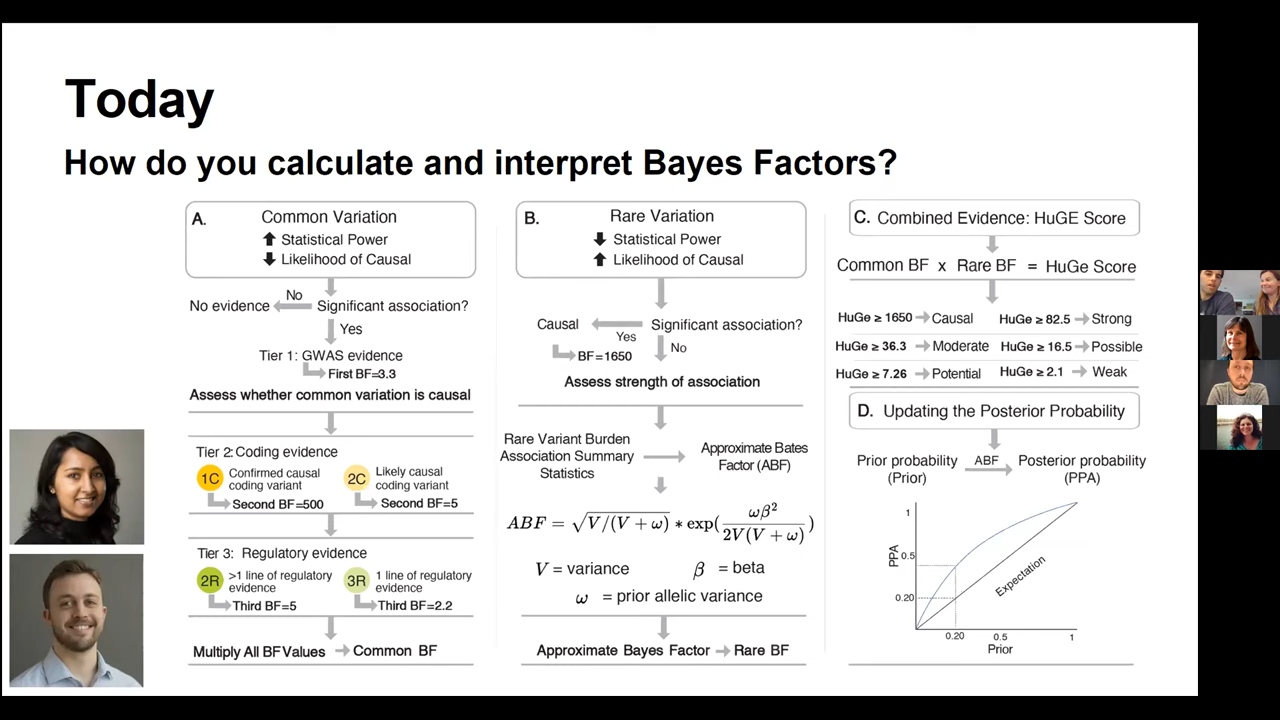 Today
How do you calculate and interpret Bayes Factors?
A. Common Variation
Statistical Power
Likelihood of Causal
No evidence No Significant association?
Yes
Tier 1: GWAS evidence
First BF=3.3
Assess whether common variation is causal
Tier 2: Coding evidence
1C Confirmed causal coding variant
Second BF=500
2C Likely causal coding variant
Second BF=5
Tier 3: Regulatory evidence
2R >1 line of regulatory evidence
Third BF=5
3R 1 line of regulatory evidence
Third BF=2.2
Multiply All BF Values Common BF
B. Rare Variation
Statistical Power
Likelihood of Causal
Causal Yes Significant association?
BF=1650 No
Assess strength of association
Rare Variant Burden
Association Summary
Statistics
Approximate Bates
Factor (ABF)
ABF = √V/(V + ω) * exp(ωβ²/2V(V + ω))
V = variance β = beta
ω = prior allelic variance
Approximate Bayes Factor Rare BF
C. Combined Evidence: HuGE Score
Common BF x Rare BF = HuGe Score
HuGe ≥ 1650 Causal HuGe ≥ 82.5 Strong
HuGe ≥ 36.3 Moderate HuGe ≥ 16.5 Possible
HuGe ≥ 7.26 Potential HuGe ≥ 2.1 Weak
D. Updating the Posterior Probability
Prior probability (Prior) ABF Posterior probability (PPA)
1
0.5
0.20
PPA
Expectation
0.20 0.5 1
Prior